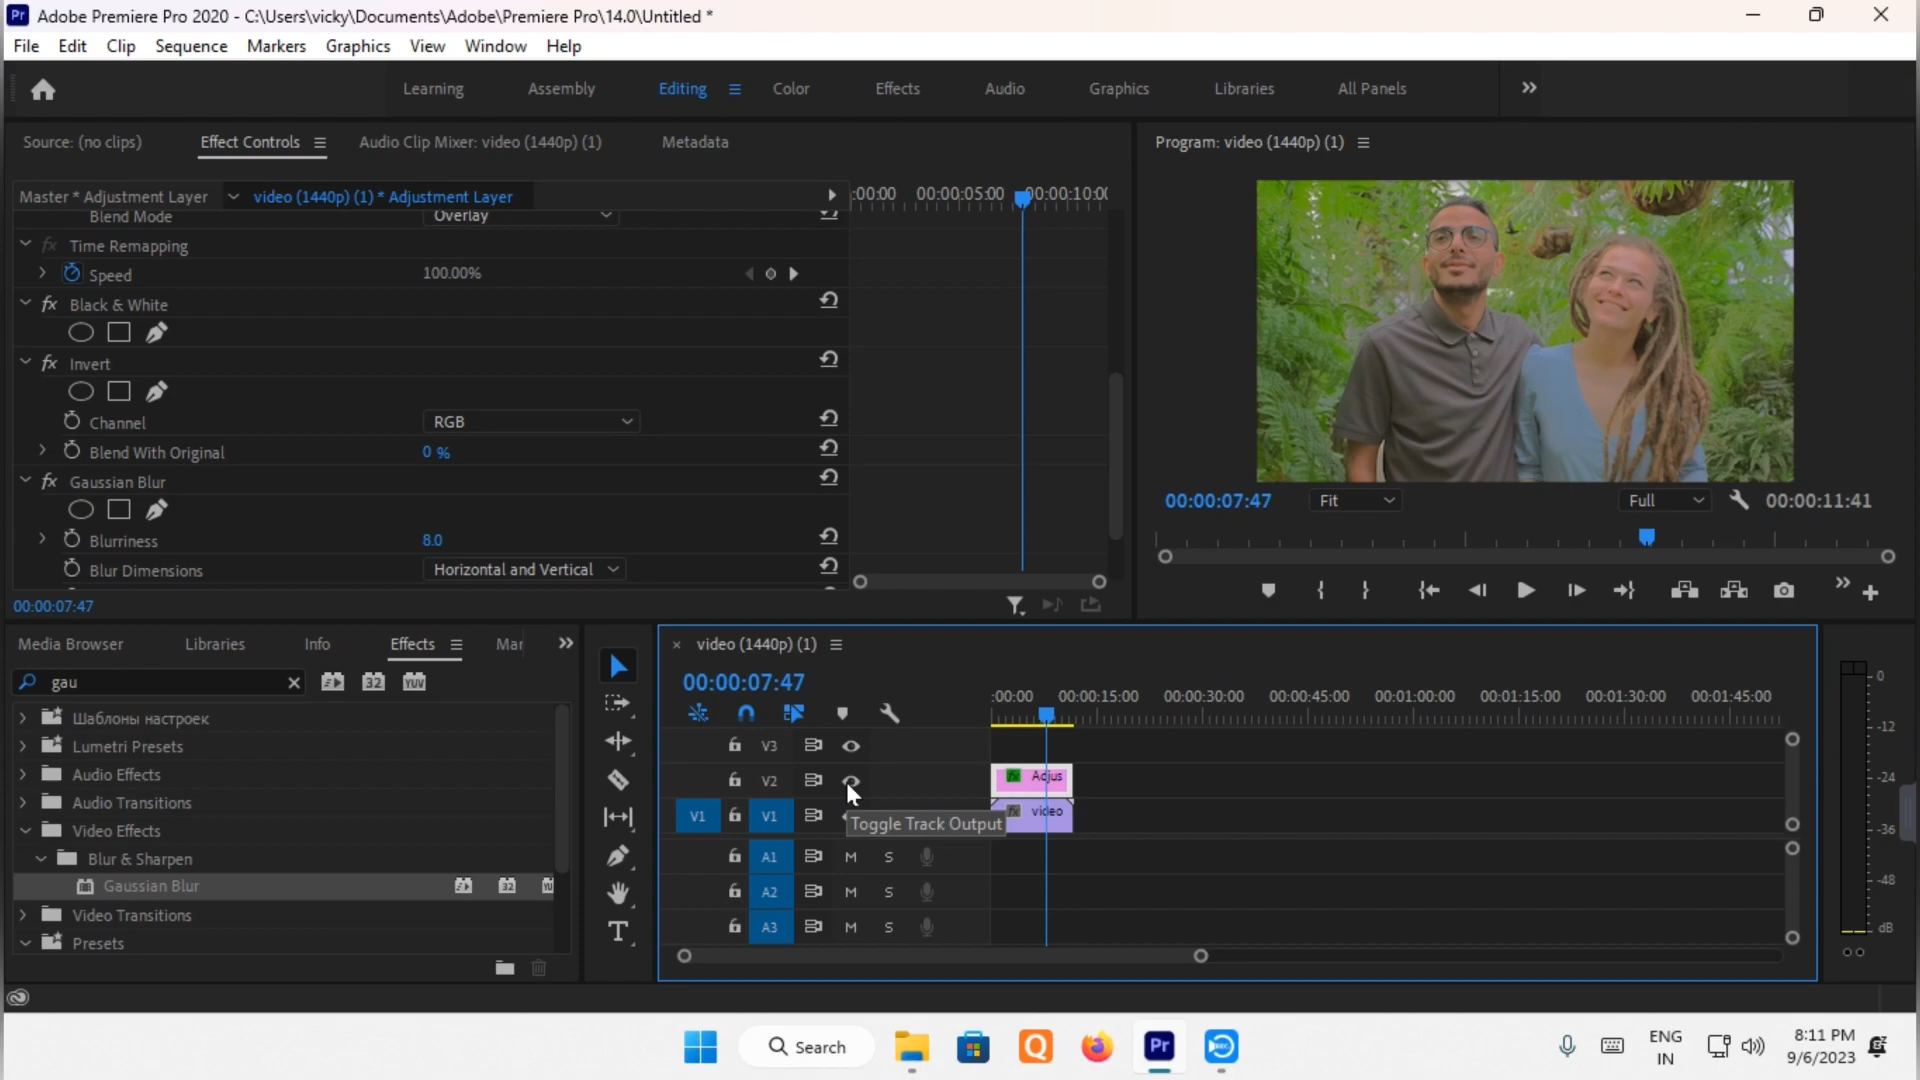 Adobe Premiere Pro 2020 - C:\Users\vicky\Documents\Adobe\Premiere Pro\14.0\Untitled *
File Edit Clip Sequence Markers Graphics View Window Help
Learning Assembly Editing Color Effects Audio Graphics Libraries All Panels
Source: (no clips) Effect Controls Audio Clip Mixer: video (1440p) (1) Metadata
Program: video (1440p) (1)
Master * Adjustment Layer video (1440p) (1) * Adjustment Layer
:00:00 00:00:05:00 00:00:10:00
Blend Mode Overlay
Time Remapping
Speed 100.00%
Black & White
Invert
Channel RGB
Blend With Original 0 %
Gaussian Blur
Blurriness 8.0
Blur Dimensions Horizontal and Vertical
00:00:07:47
00:00:07:47 Fit Full 00:00:11:41
Media Browser Libraries Info Effects Mar
gau
32 YUV
Шаблоны настроек
Lumetri Presets
Audio Effects
Audio Transitions
Video Effects
Blur & Sharpen
Gaussian Blur 32 YU
Video Transitions
Presets
T
video (1440p) (1)
00:00:07:47
:00:00 00:00:15:00 00:00:30:00 00:00:45:00 00:01:00:00 00:01:15:00 00:01:30:00 00:01:45:00
V3
V2 fx Adjus
V1 V1 fx video
Toggle Track Output
A1 M S
A2 M S
A3 M S
0
-12
-24
-36
-48
dB
Search
Q
Pr
REC
ENG
IN
8:11 PM
9/6/2023